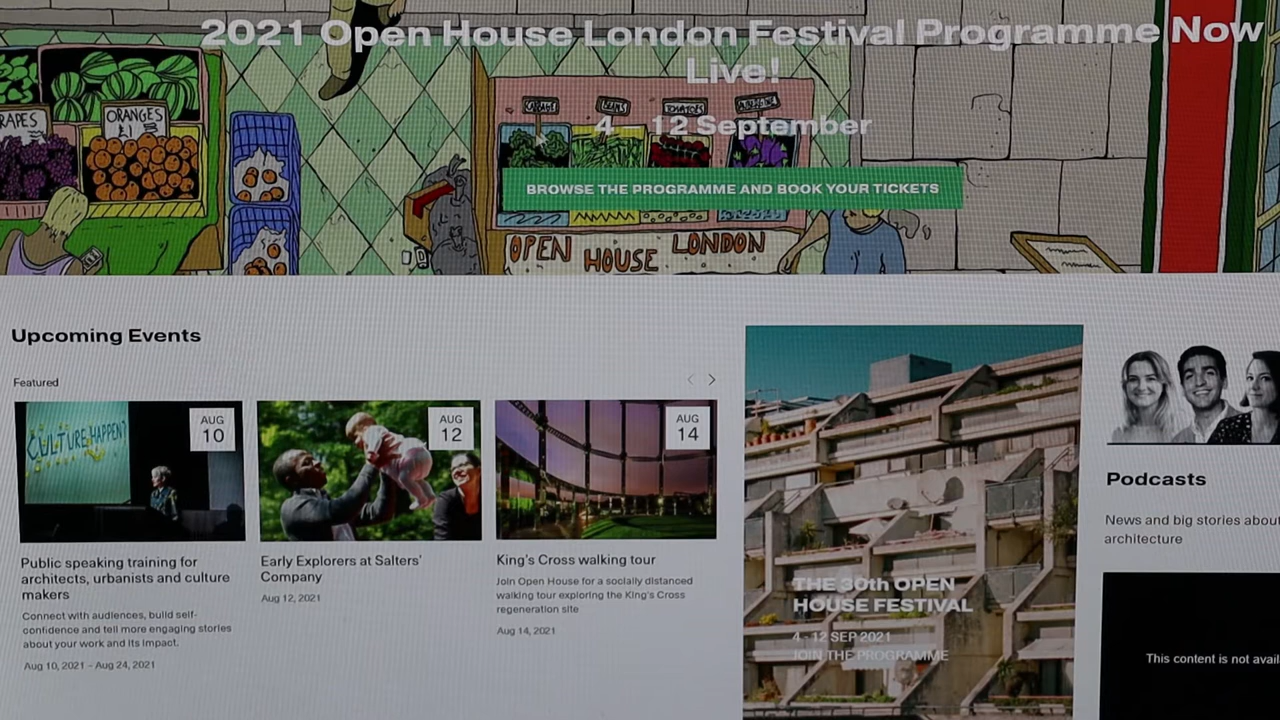 2021 Open House London Festival Programme Now
Live!
4 - 12 September
BROWSE THE PROGRAMME AND BOOK YOUR TICKETS
RAPES
ORANGES
£1
BEANS
OPEN HOUSE LONDON
Upcoming Events
Featured
CULTURE HAPPEN?
AUG
10
AUG
12
AUG
14
Public speaking training for
architects, urbanists and culture
makers
Connect with audiences, build self-
confidence and tell more engaging stories
about your work and its impact.
Aug 10, 2021 - Aug 24, 2021
Early Explorers at Salters'
Company
Aug 12, 2021
King's Cross walking tour
Join Open House for a socially distanced
walking tour exploring the King's Cross
regeneration site
Aug 14, 2021
THE 30th OPEN
HOUSE FESTIVAL
4 - 12 SEP 2021
JOIN THE PROGRAMME
Podcasts
News and big stories abou
architecture
This content is not avail